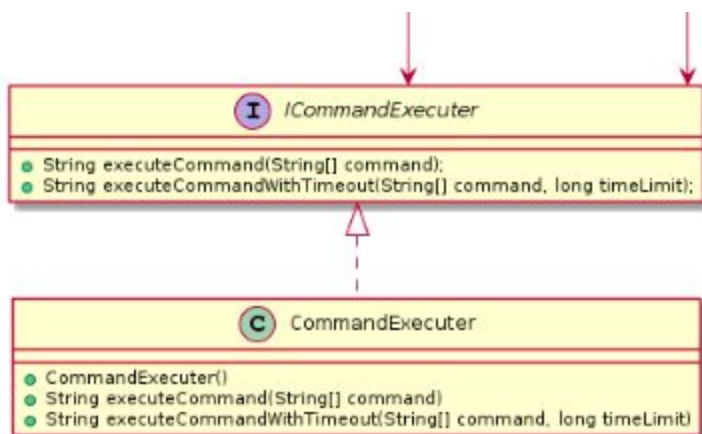 I ICommandExecuter
String executeCommand(String[] command);
String executeCommandWithTimeout(String[] command, long timeLimit);
C CommandExecuter
CommandExecuter()
String executeCommand(String[] command)
String executeCommandWithTimeout(String[] command, long timeLimit)